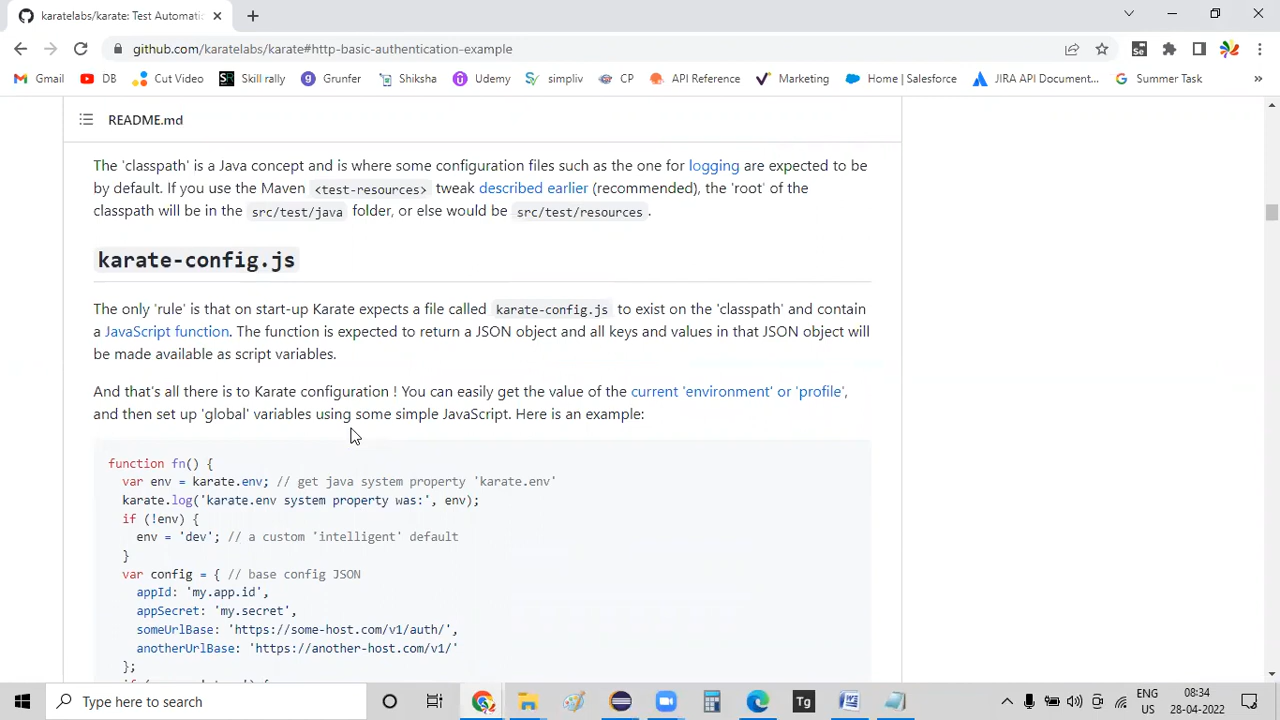 karatelabs/karate: Test Automati
github.com/karatelabs/karate#http-basic-authentication-example
Gmail DB Cut Video Skill rally Grunfer Shiksha Udemy simpliv CP API Reference Marketing Home | Salesforce JIRA API Document... Summer Task »
README.md
The 'classpath' is a Java concept and is where some configuration files such as the one for logging are expected to be
by default. If you use the Maven <test-resources> tweak described earlier (recommended), the 'root' of the
classpath will be in the src/test/java folder, or else would be src/test/resources.
karate-config.js
The only 'rule' is that on start-up Karate expects a file called karate-config.js to exist on the 'classpath' and contain
a JavaScript function. The function is expected to return a JSON object and all keys and values in that JSON object will
be made available as script variables.
And that's all there is to Karate configuration ! You can easily get the value of the current 'environment' or 'profile',
and then set up 'global' variables using some simple JavaScript. Here is an example:
function fn() {
var env = karate.env; // get java system property 'karate.env'
karate.log('karate.env system property was:', env);
if (!env) {
env = 'dev'; // a custom 'intelligent' default
}
var config = { // base config JSON
appId: 'my.app.id',
appSecret: 'my.secret',
someUrlBase: 'https://some-host.com/v1/auth/',
anotherUrlBase: 'https://another-host.com/v1/'
};
Type here to search
Tg
ENG
US
08:34
28-04-2022